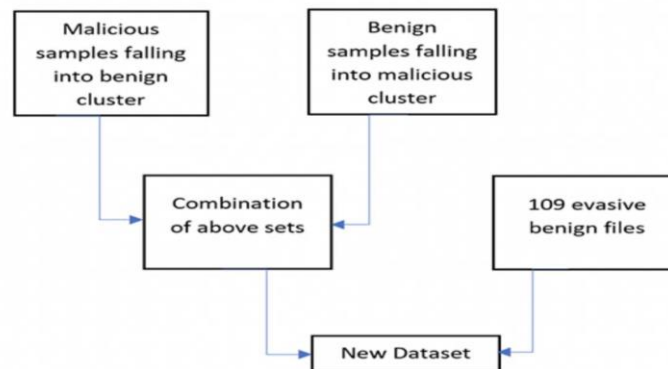 Malicious
samples falling
into benign
cluster
Benign
samples falling
into malicious
cluster
Combination
of above sets
109 evasive
benign files
New Dataset